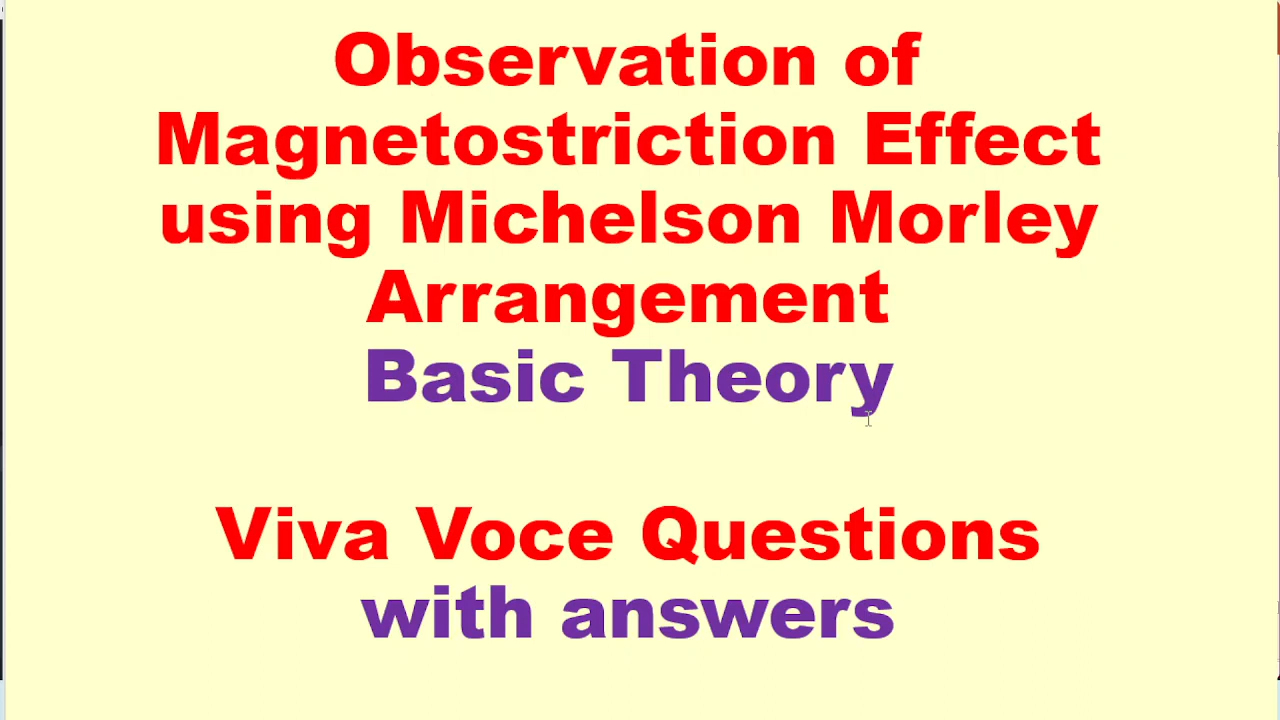 Observation of
Magnetostriction Effect
using Michelson Morley
Arrangement
Basic Theory
Viva Voce Questions
with answers